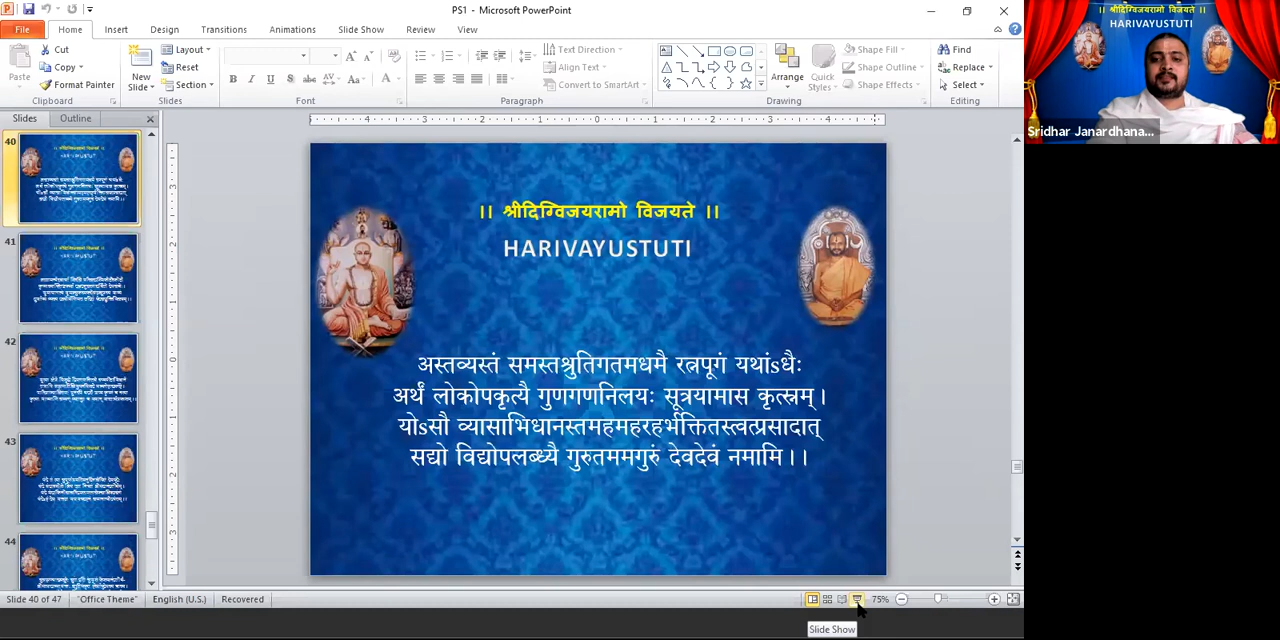 PS1 - Microsoft PowerPoint
File Home Insert Design Transitions Animations Slide Show Review View
Paste Cut Copy Format Painter
Clipboard
New Slide Layout Reset Section
Slides
B I U S abc AV Aa A
Font
Text Direction Align Text Convert to SmartArt
Paragraph
Arrange Quick Styles Shape Fill Shape Outline Shape Effects
Drawing
Find Replace Select
Editing
Slides Outline
40
41
42
43
44
।। श्रीदिग्विजयरामो विजयते ।।
HARIVAYUSTUTI
अस्तव्यस्तं समस्तश्रुतिगतमधमै रत्नपूगं यथांऽधैः
अर्थं लोकोपकृत्यै गुणगणनिलयः सूत्रयामास कृत्स्नम्।
योऽसौ व्यासाभिधानस्तमहमहरहर्भक्तितस्त्वत्प्रसादात्
सद्यो विद्योपलब्ध्यै गुरुतममगुरुं देवदेवं नमामि।।
Slide 40 of 47 "Office Theme" English (U.S.) Recovered 75%
Slide Show
।। श्रीदिग्विजयरामो विजयते ।।
HARIVAYUSTUTI
Sridhar Janardhana...